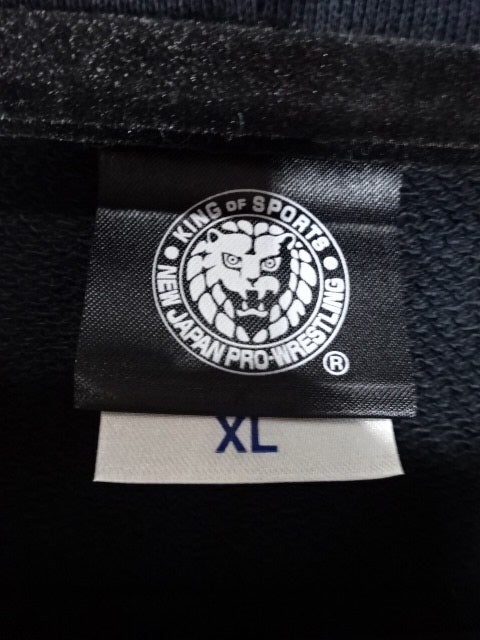 KING OF SPORTS
NEW JAPAN PRO-WRESTLING
®
XL